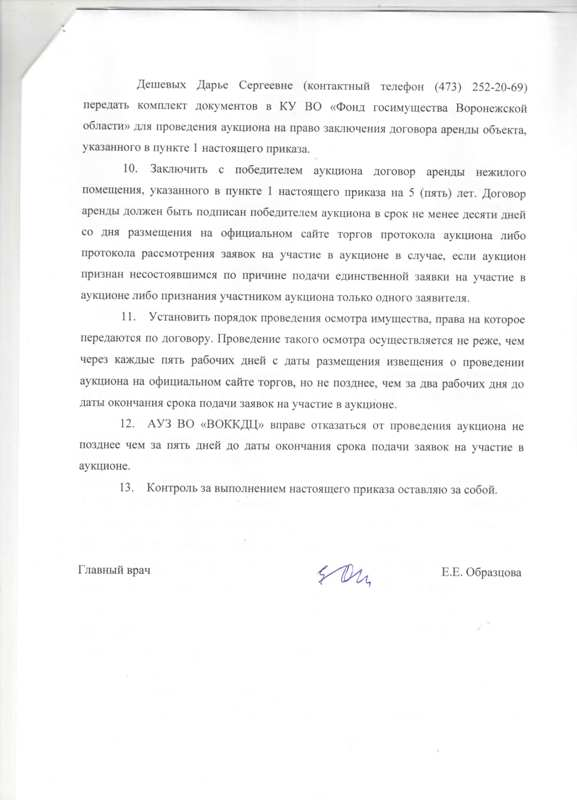 Дешевых Дарье Сергеевне (контактный телефон (473) 252-20-69)
передать комплект документов в КУ ВО «Фонд госимущества Воронежской
области» для проведения аукциона на право заключения договора аренды объекта,
указанного в пункте 1 настоящего приказа.
10. Заключить с победителем аукциона договор аренды нежилого
помещения, указанного в пункте 1 настоящего приказа на 5 (пять) лет. Договор
аренды должен быть подписан победителем аукциона в срок не менее десяти дней
со дня размещения на официальном сайте торгов протокола аукциона либо
протокола рассмотрения заявок на участие в аукционе в случае, если аукцион
признан несостоявшимся по причине подачи единственной заявки на участие в
аукционе либо признания участником аукциона только одного заявителя.
11. Установить порядок проведения осмотра имущества, права на которое
передаются по договору. Проведение такого осмотра осуществляется не реже, чем
через каждые пять рабочих дней с даты размещения извещения о проведении
аукциона на официальном сайте торгов, но не позднее, чем за два рабочих дня до
даты окончания срока подачи заявок на участие в аукционе.
12. АУЗ ВО «ВОККДЦ» вправе отказаться от проведения аукциона не
позднее чем за пять дней до даты окончания срока подачи заявок на участие в
аукционе.
13. Контроль за выполнением настоящего приказа оставляю за собой.
Главный врач Е.Е. Образцова